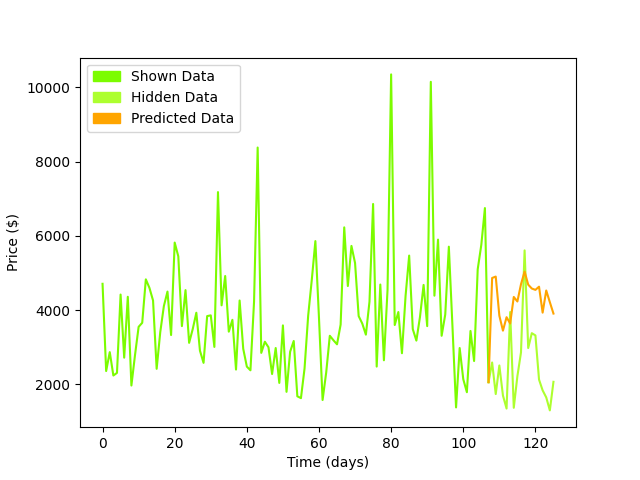 Shown Data
Hidden Data
Predicted Data
10000
8000
6000
4000
2000
Price ($)
0 20 40 60 80 100 120
Time (days)